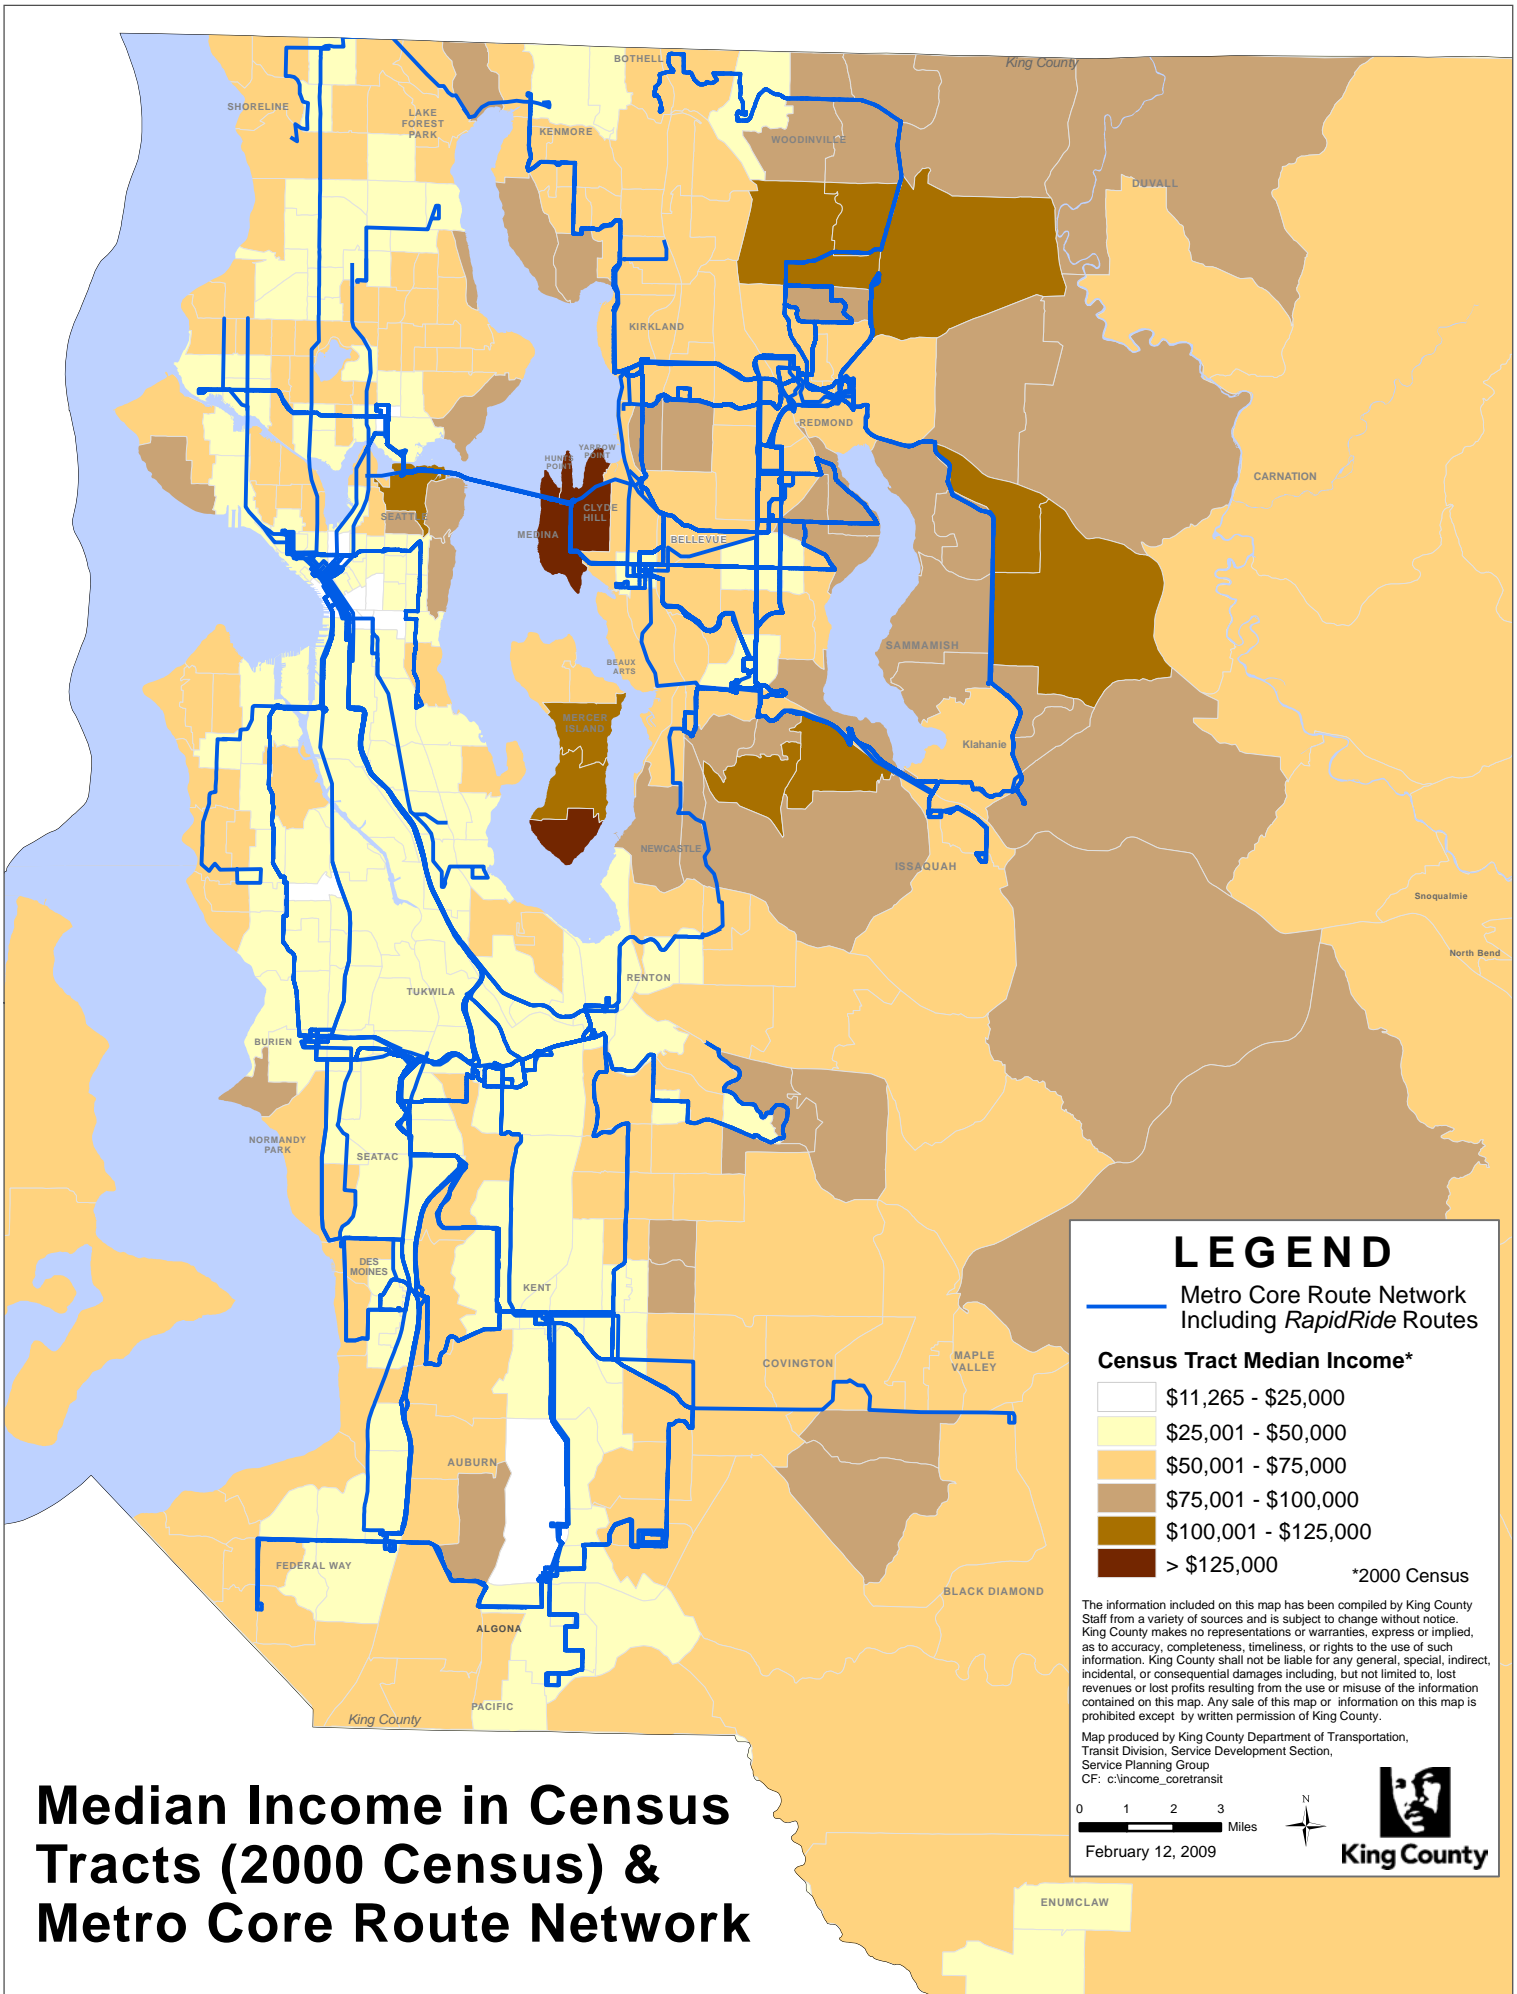 King County
BOTHELL
SHORELINE
LAKE
FOREST
PARK
KENMORE
WOODINVILLE
DUVALL
KIRKLAND
REDMOND
YARROW
POINT
HUNTS
POINT
CARNATION
CLYDE
HILL
SEATTLE
MEDINA
BELLEVUE
SAMMAMISH
BEAUX
ARTS
MERCER
ISLAND
Klahanie
NEWCASTLE
ISSAQUAH
Snoqualmie
North Bend
RENTON
TUKWILA
BURIEN
NORMANDY
PARK
SEATAC
DES
MOINES
KENT
COVINGTON
MAPLE
VALLEY
AUBURN
FEDERAL WAY
BLACK DIAMOND
ALGONA
PACIFIC
King County
ENUMCLAW
LEGEND
Metro Core Route Network
Including RapidRide Routes
Census Tract Median Income*
$11,265 - $25,000
$25,001 - $50,000
$50,001 - $75,000
$75,001 - $100,000
$100,001 - $125,000
> $125,000
*2000 Census
The information included on this map has been compiled by King County
Staff from a variety of sources and is subject to change without notice.
King County makes no representations or warranties, express or implied,
as to accuracy, completeness, timeliness, or rights to the use of such
information. King County shall not be liable for any general, special, indirect,
incidental, or consequential damages including, but not limited to, lost
revenues or lost profits resulting from the use or misuse of the information
contained on this map. Any sale of this map or information on this map is
prohibited except by written permission of King County.
Map produced by King County Department of Transportation,
Transit Division, Service Development Section,
Service Planning Group
CF: c:\income_coretransit
0 1 2 3
Miles
N
February 12, 2009
King County
Median Income in Census
Tracts (2000 Census) &
Metro Core Route Network